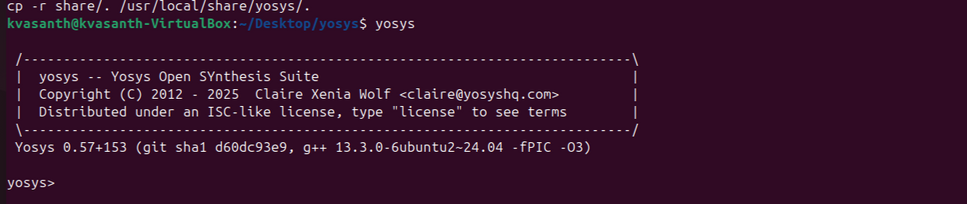 cp -r share/. /usr/local/share/yosys/.
kvasanth@kvasanth-VirtualBox:~/Desktop/yosys$ yosys
/----------------------------------------------------------------------------\
|  yosys -- Yosys Open SYnthesis Suite                                       |
|  Copyright (C) 2012 - 2025  Claire Xenia Wolf <claire@yosyshq.com>         |
|  Distributed under an ISC-like license, type "license" to see terms        |
\----------------------------------------------------------------------------/
Yosys 0.57+153 (git sha1 d60dc93e9, g++ 13.3.0-6ubuntu2~24.04 -fPIC -O3)
yosys>